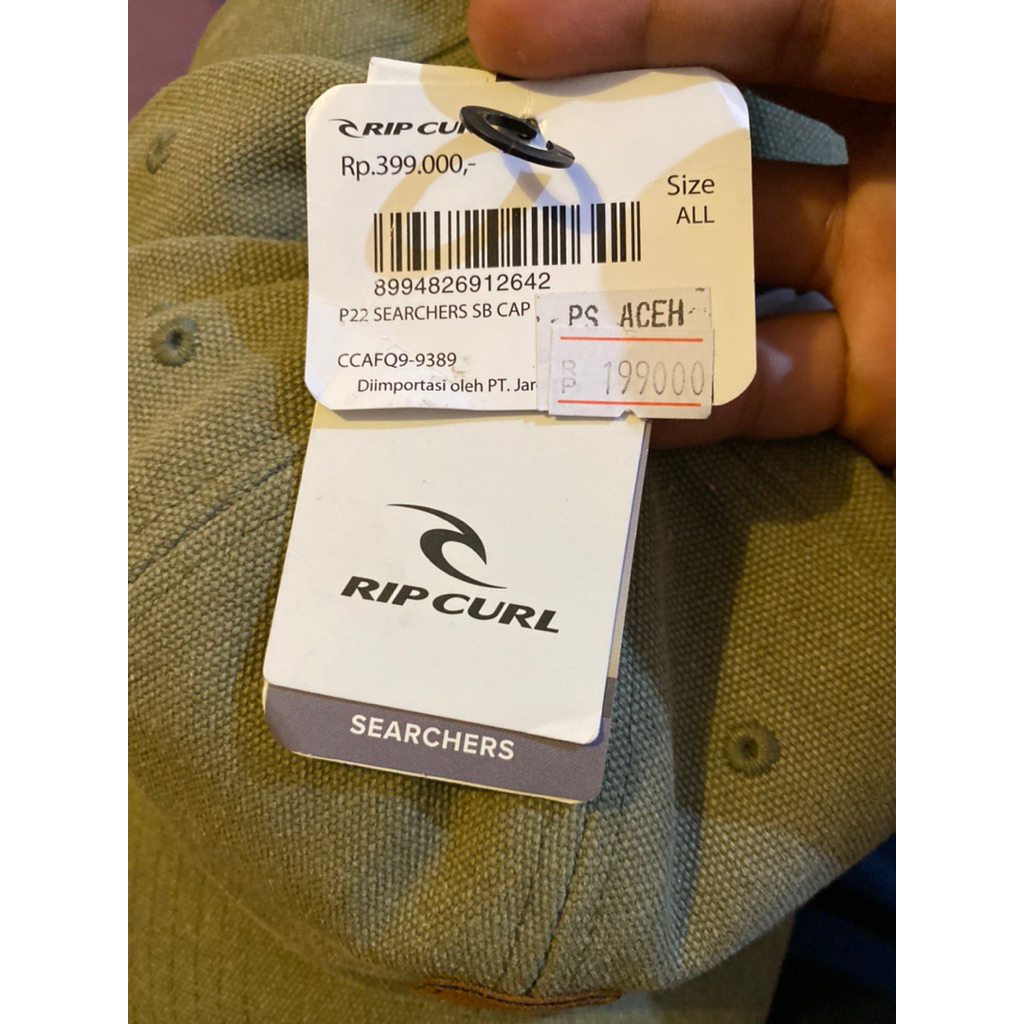 RIP CU
Rp.399.000,-
Size
ALL
8994826912642
P22 SEARCHERS SB CAP
PS ACEH
CCAFQ9-9389
RP 199000
Diimportasi oleh PT. Jar
RIP CURL
SEARCHERS